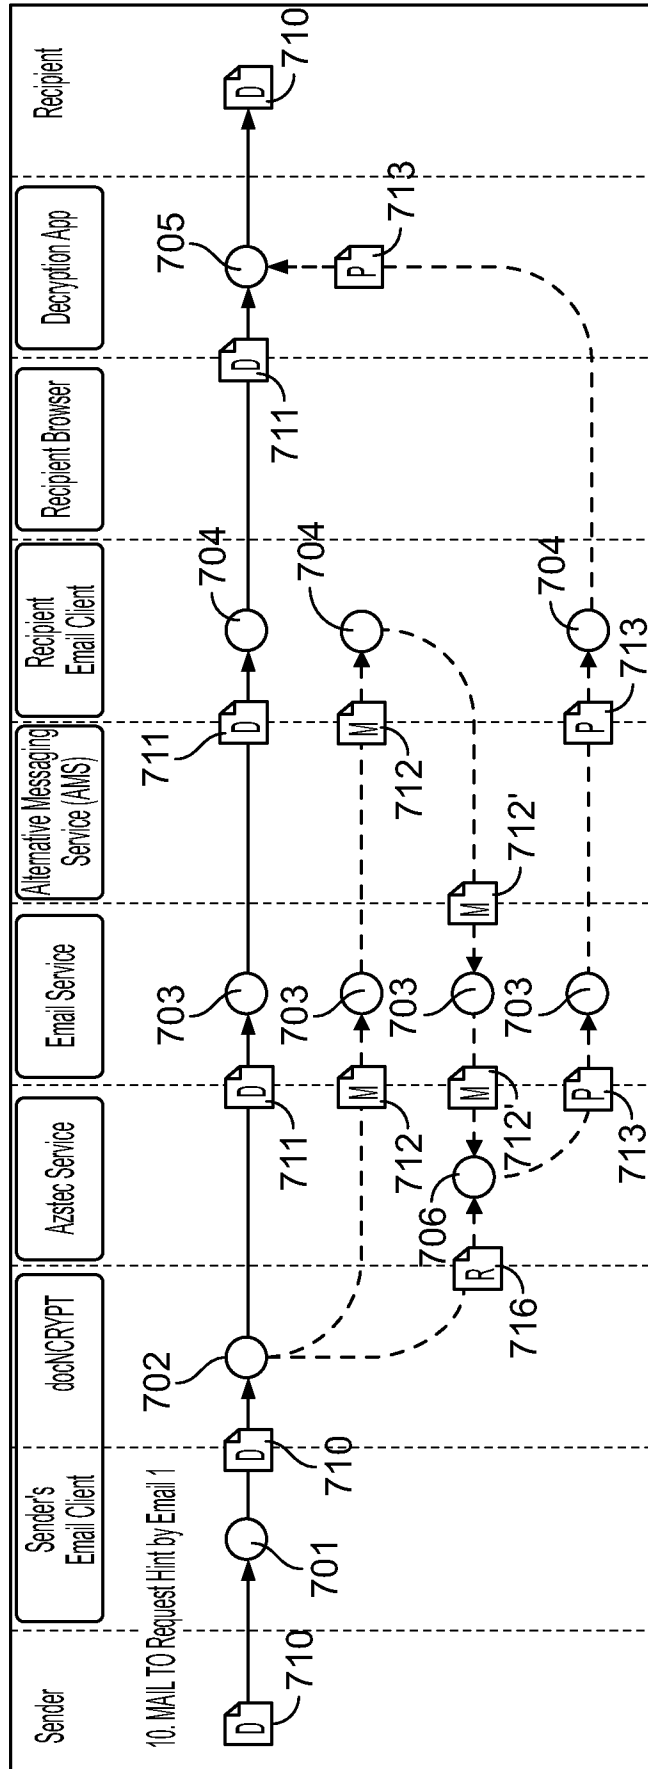 Sender
Sender's
Email Client
docNCRYPT
Azstec Service
Email Service
Alternative Messaging
Service (AMS)
Recipient
Email Client
Recipient Browser
Decryption App
Recipient
10. MAIL TO Request Hint by Email 1
D
710
701
D
710
702
D
711
703
D
711
704
D
711
705
D
710
M
712
703
M
712
704
R
716
706
M
712'
703
M
712'
P
713
703
P
713
704
P
713